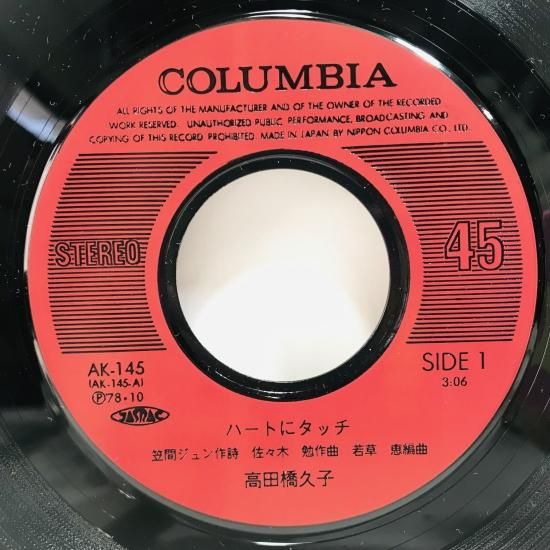 COLUMBIA
ALL RIGHTS OF THE MANUFACTURER AND OF THE OWNER OF THE RECORDED
WORK RESERVED. UNAUTHORIZED PUBLIC PERFORMANCE, BROADCASTING AND
COPYING OF THIS RECORD PROHIBITED. MADE IN JAPAN BY NIPPON COLUMBIA CO., LTD.
STEREO
45
AK-145
(AK-145-A)
Ⓟ78・10
JASRAC
SIDE 1
3:06
ハートにタッチ
笠間ジュン作詩 佐々木 勉作曲 若草 恵編曲
高田橋久子